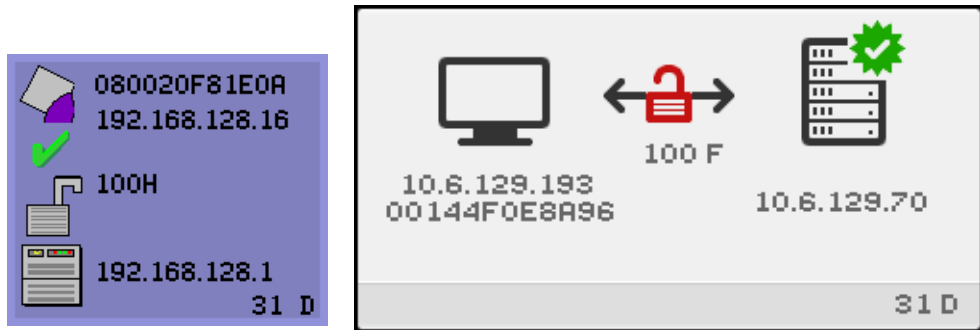 080020F81E0A
192.168.128.16
100H
192.168.128.1
31 D
100 F
10.6.129.193
00144F0E8A96
10.6.129.70
31 D